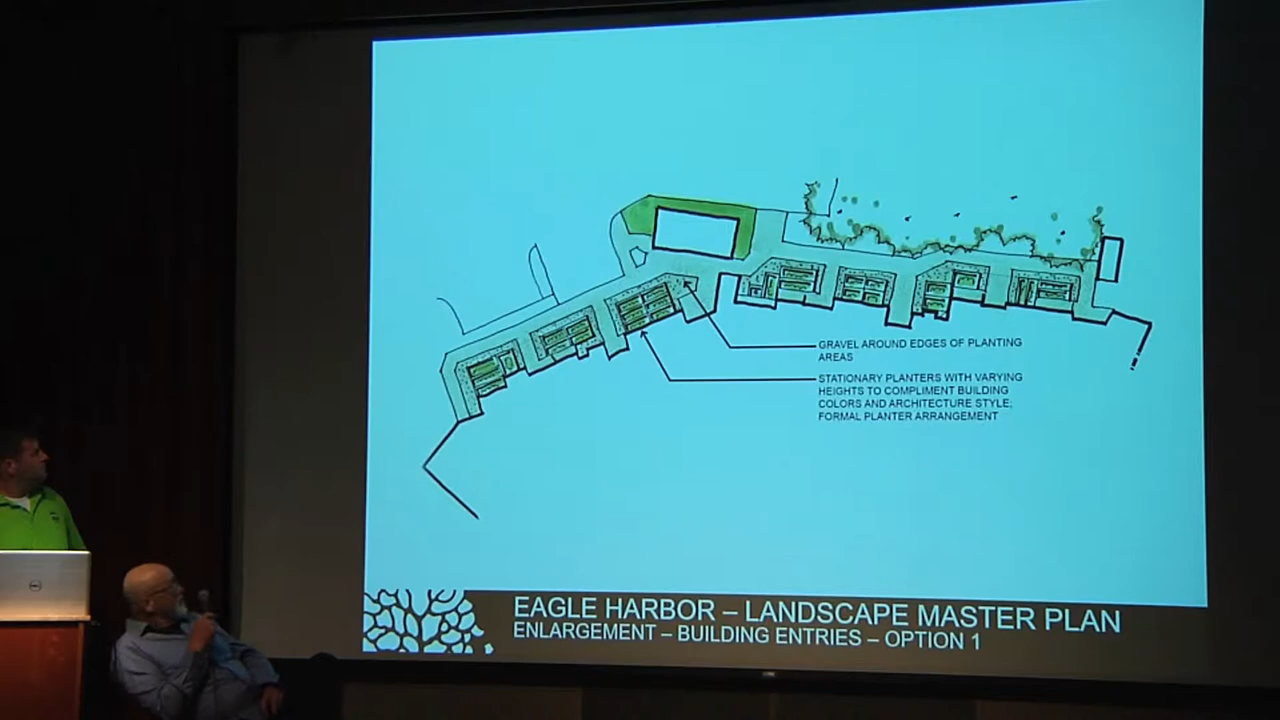 GRAVEL AROUND EDGES OF PLANTING
AREAS
STATIONARY PLANTERS WITH VARYING
HEIGHTS TO COMPLIMENT BUILDING
COLORS AND ARCHITECTURE STYLE;
FORMAL PLANTER ARRANGEMENT
EAGLE HARBOR – LANDSCAPE MASTER PLAN
ENLARGEMENT – BUILDING ENTRIES – OPTION 1
DELL